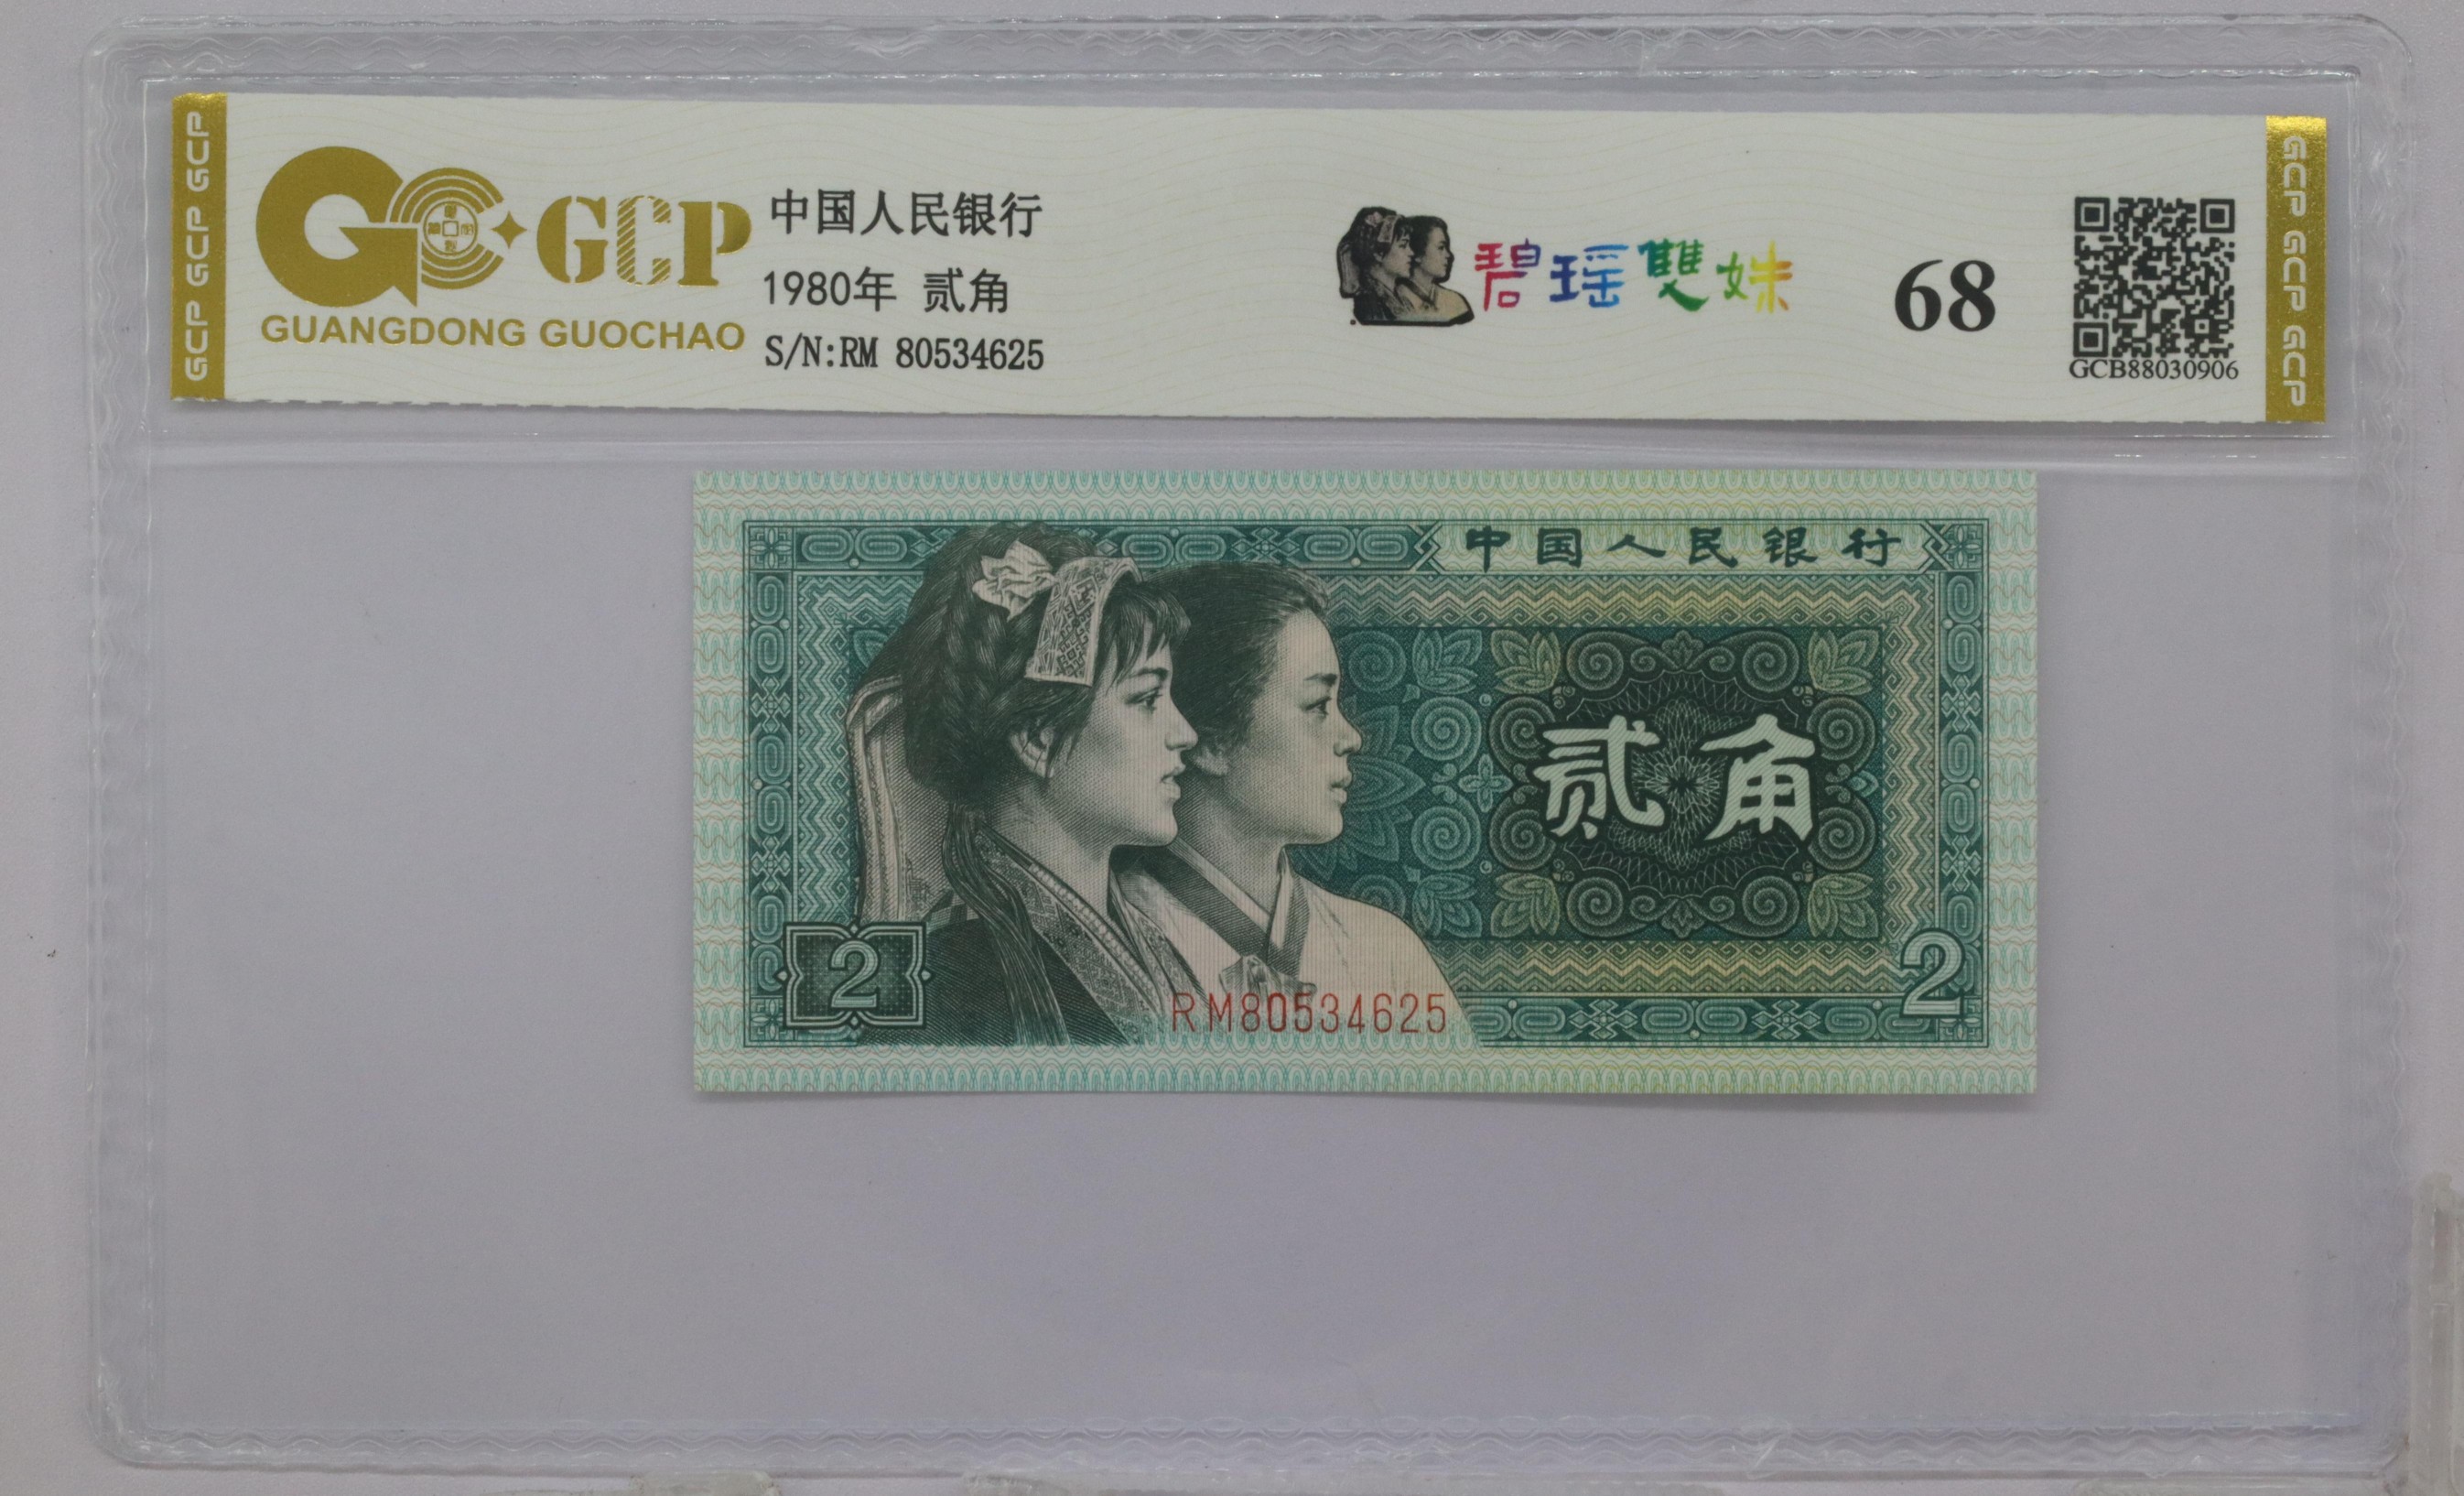 GCP GCP GCP
GCP
GUANGDONG GUOCHAO
中国人民银行
1980年 贰角
S/N:RM 80534625
碧瑶雙姝
68
GCB88030906
GCP GCP GCP
中国人民银行
贰角
2
2
RM80534625